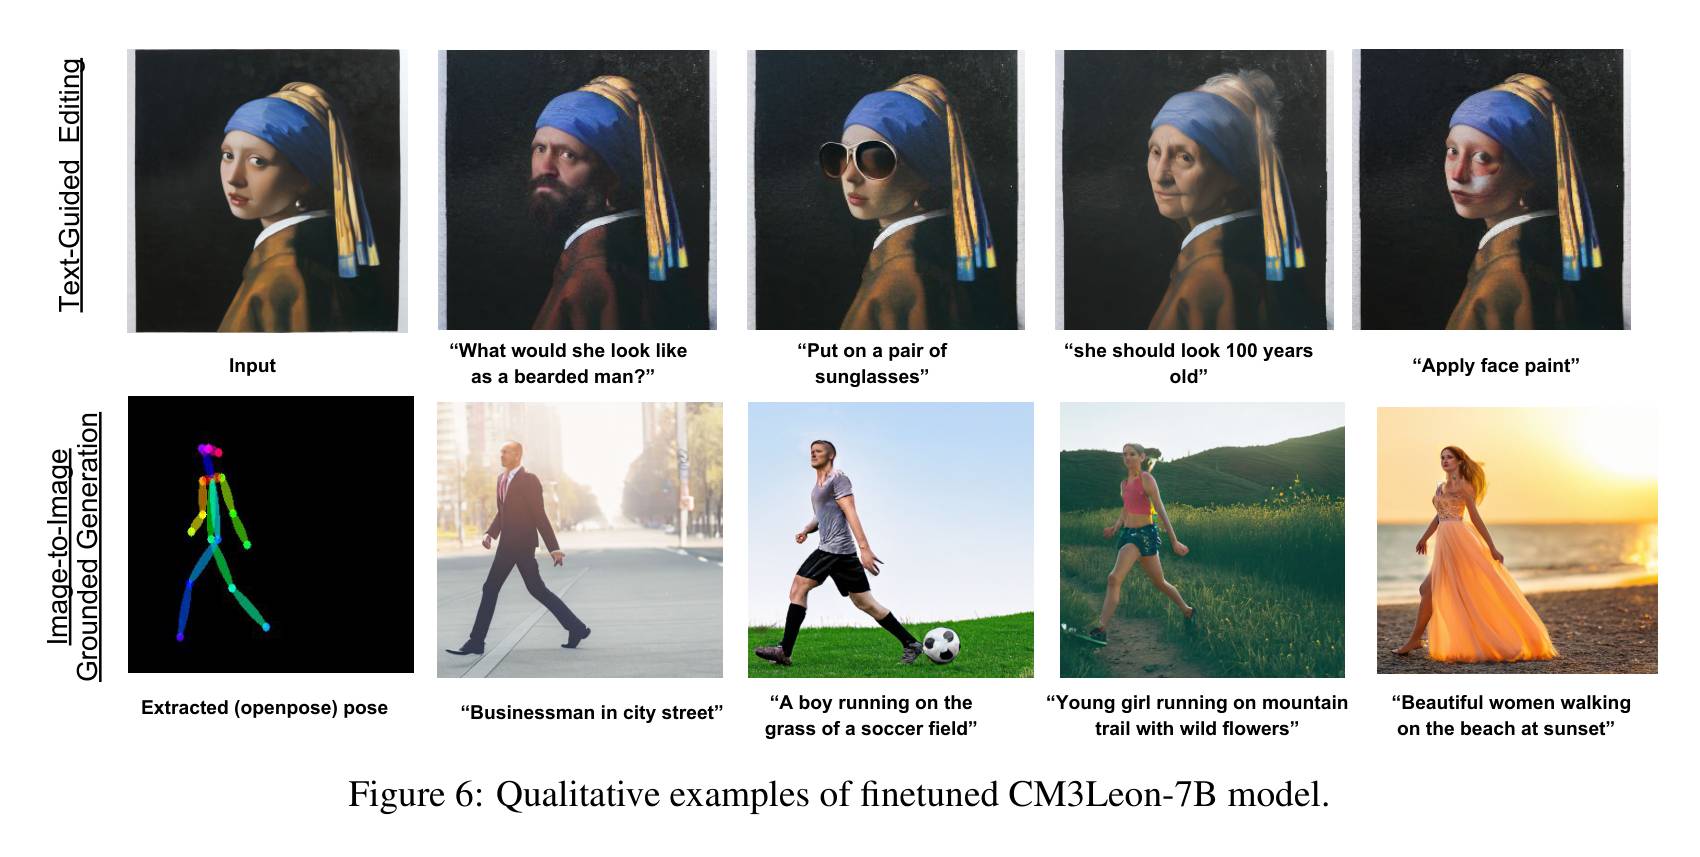 Text-Guided Editing
Input
“What would she look like
as a bearded man?”
“Put on a pair of
sunglasses”
“she should look 100 years
old”
“Apply face paint”
Image-to-Image
Grounded Generation
Extracted (openpose) pose
“Businessman in city street”
“A boy running on the
grass of a soccer field”
“Young girl running on mountain
trail with wild flowers”
“Beautiful women walking
on the beach at sunset”
Figure 6: Qualitative examples of finetuned CM3Leon-7B model.